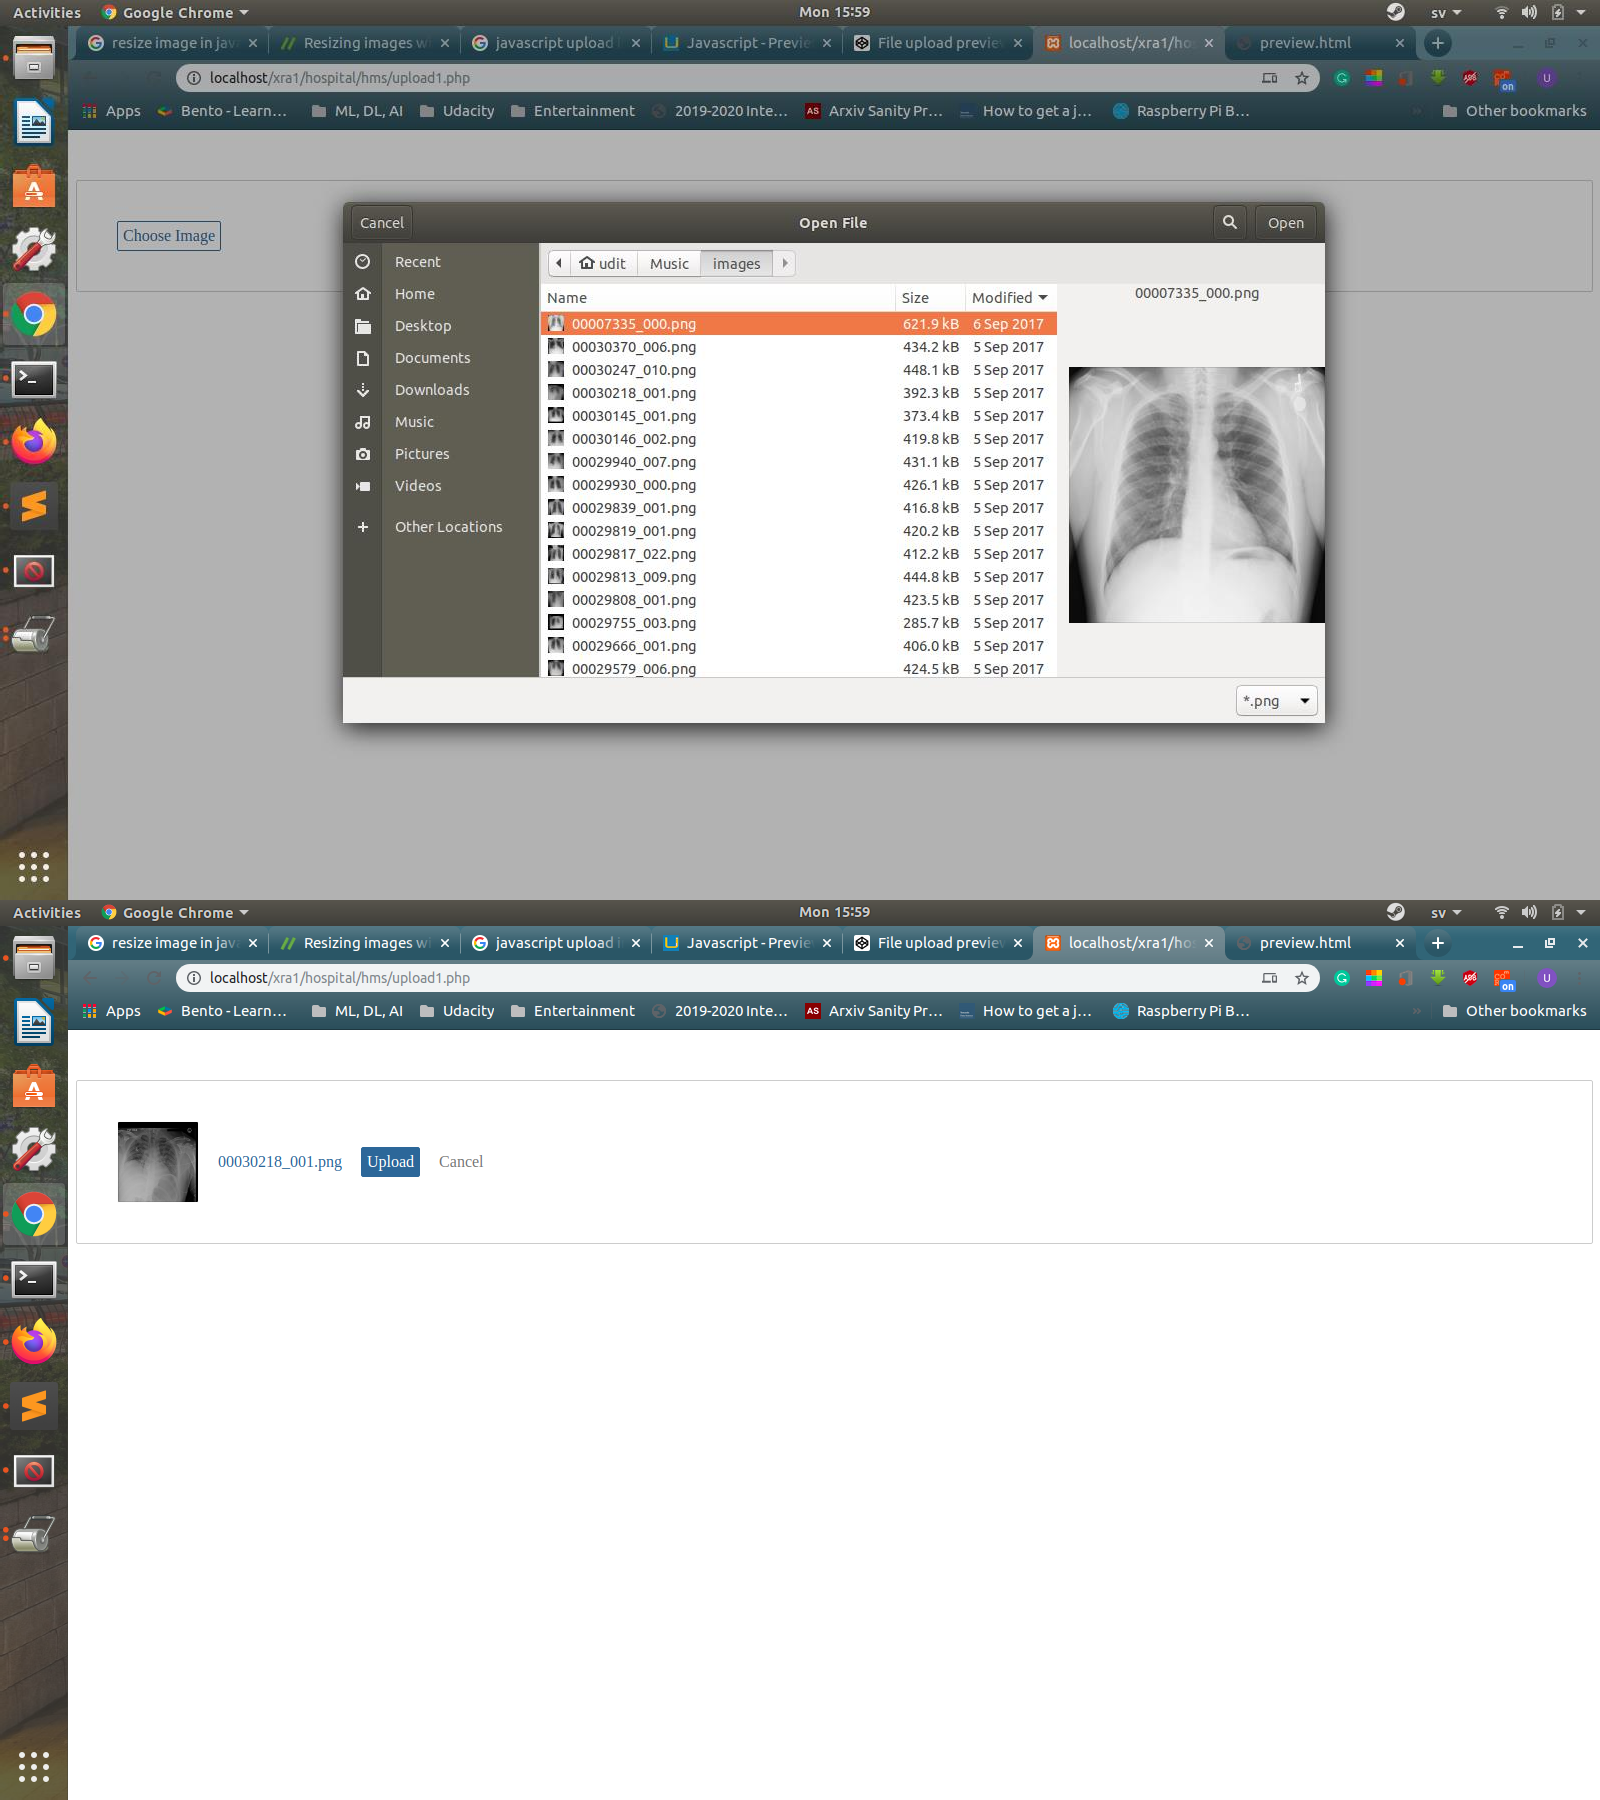 Activities Google Chrome Mon 15:59 sv
resize image in jav Resizing images w javascript upload i Javascript - Previe File upload preview localhost/xra1/hos preview.html
localhost/xra1/hospital/hms/upload1.php
Apps Bento - Learn... ML, DL, AI Udacity Entertainment 2019-2020 Inte... AS Arxiv Sanity Pr... How to get a j... Raspberry Pi B... » Other bookmarks
Choose Image
Cancel Open File Open
Recent
Home
Desktop
Documents
Downloads
Music
Pictures
Videos
Other Locations
udit Music images
Name Size Modified
00007335_000.png 621.9 kB 6 Sep 2017
00030370_006.png 434.2 kB 5 Sep 2017
00030247_010.png 448.1 kB 5 Sep 2017
00030218_001.png 392.3 kB 5 Sep 2017
00030145_001.png 373.4 kB 5 Sep 2017
00030146_002.png 419.8 kB 5 Sep 2017
00029940_007.png 431.1 kB 5 Sep 2017
00029930_000.png 426.1 kB 5 Sep 2017
00029839_001.png 416.8 kB 5 Sep 2017
00029819_001.png 420.2 kB 5 Sep 2017
00029817_022.png 412.2 kB 5 Sep 2017
00029813_009.png 444.8 kB 5 Sep 2017
00029808_001.png 423.5 kB 5 Sep 2017
00029755_003.png 285.7 kB 5 Sep 2017
00029666_001.png 406.0 kB 5 Sep 2017
00029579_006.png 424.5 kB 5 Sep 2017
00007335_000.png
*.png
Activities Google Chrome Mon 15:59 sv
resize image in jav Resizing images w javascript upload i Javascript - Previe File upload preview localhost/xra1/hos preview.html
localhost/xra1/hospital/hms/upload1.php
Apps Bento - Learn... ML, DL, AI Udacity Entertainment 2019-2020 Inte... AS Arxiv Sanity Pr... How to get a j... Raspberry Pi B... » Other bookmarks
00030218_001.png Upload Cancel